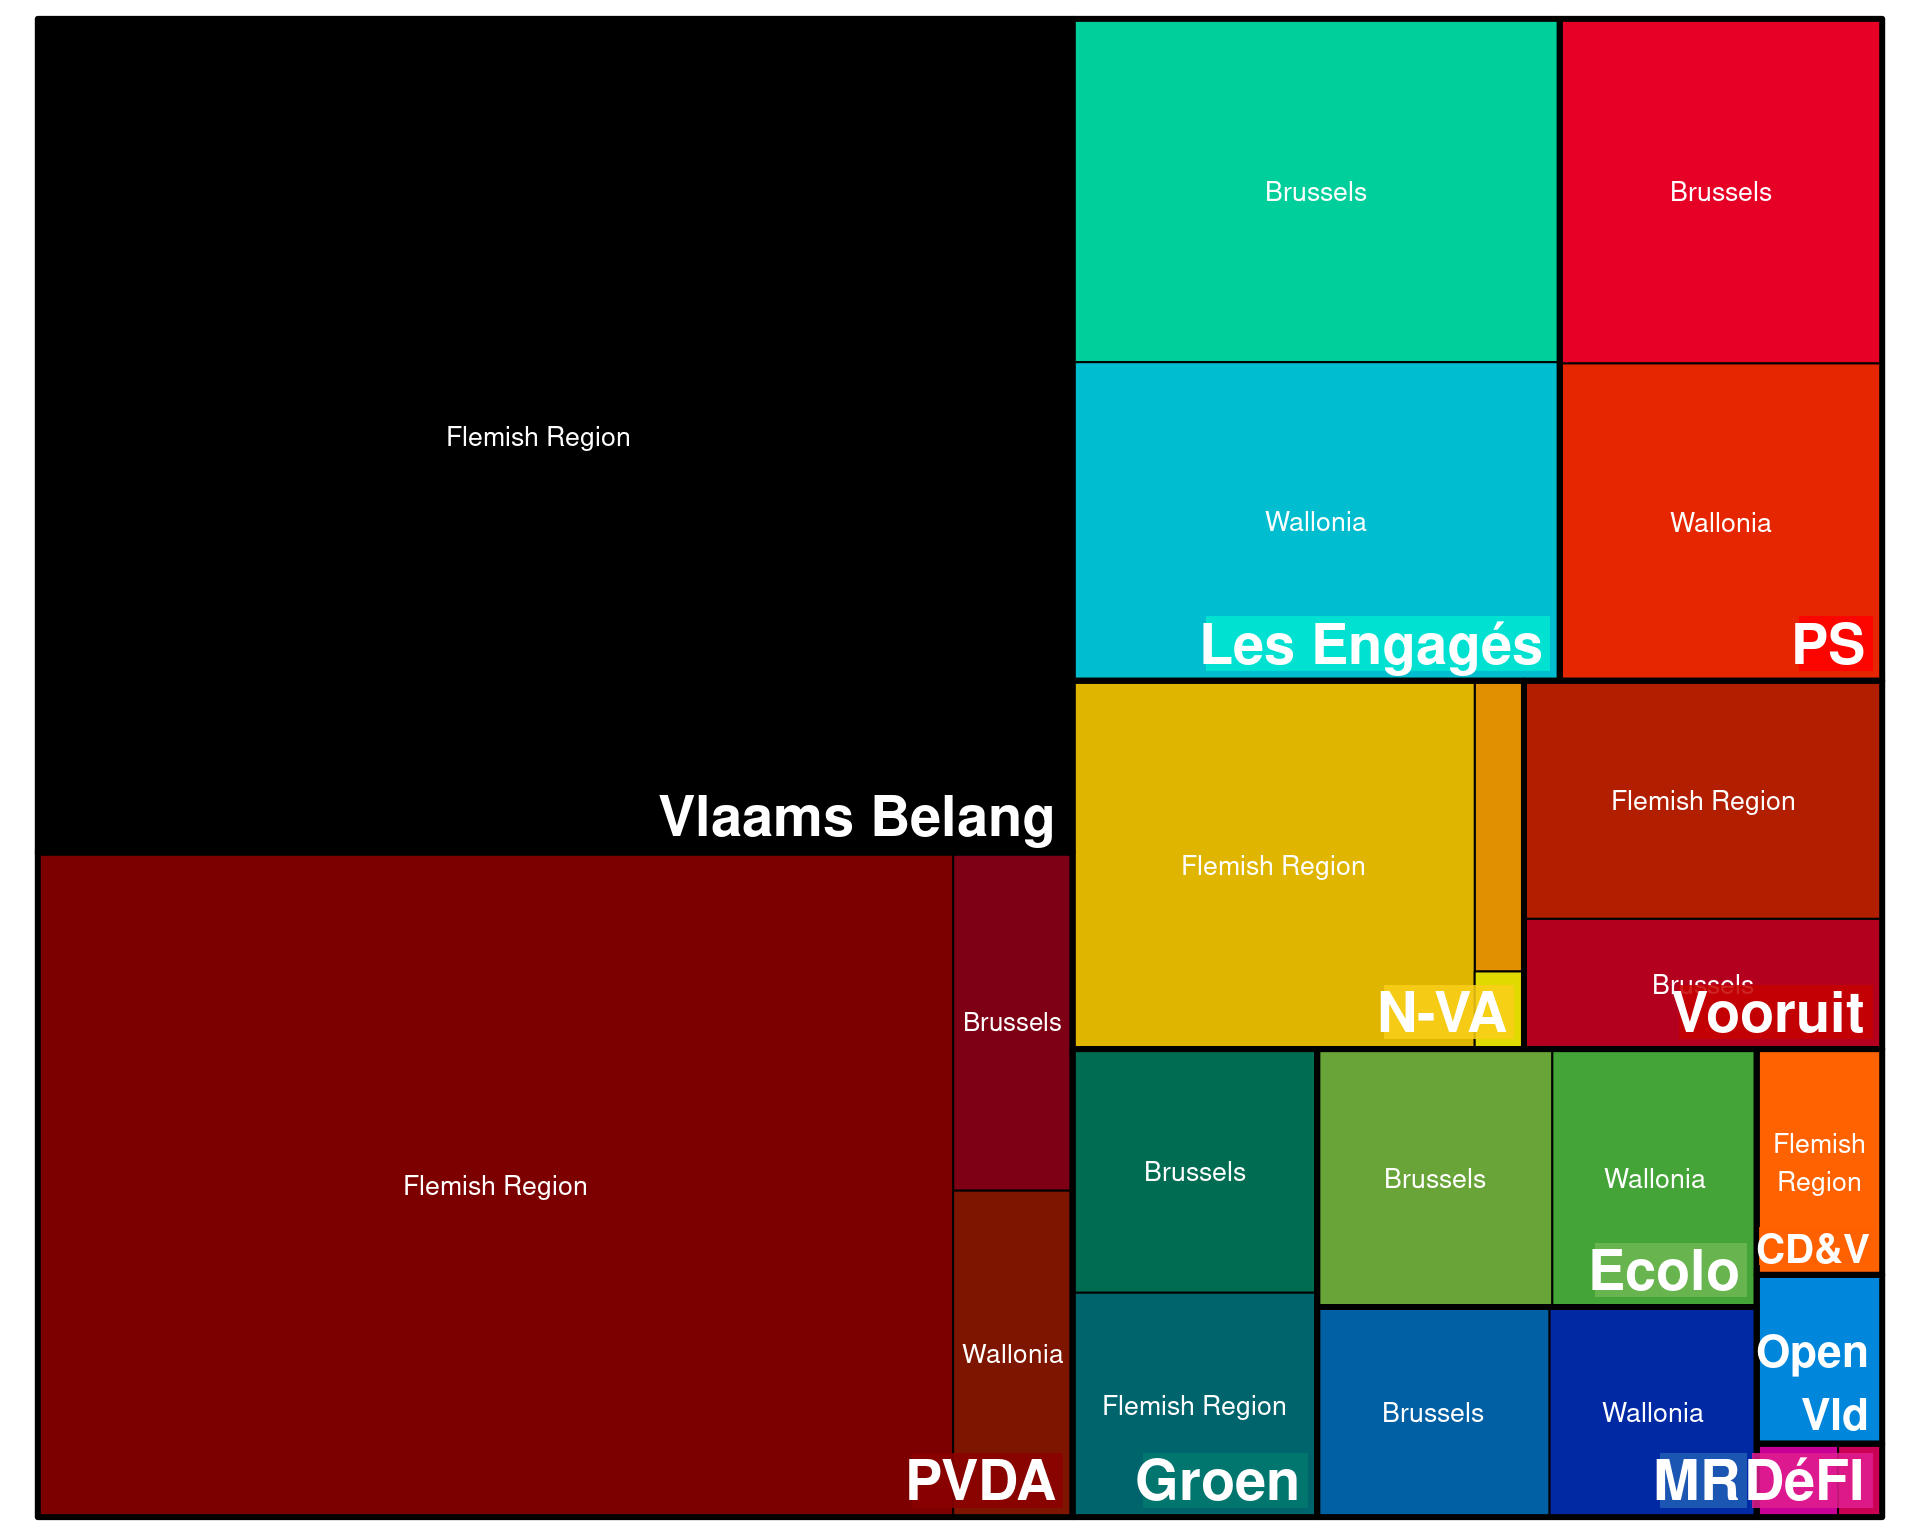 Flemish Region
Vlaams Belang
Flemish Region
Brussels
Wallonia
PVDA
Brussels
Wallonia
Les Engagés
Brussels
Wallonia
PS
Flemish Region
N-VA
Flemish Region
Brussels
Vooruit
Brussels
Flemish Region
Groen
Brussels
Wallonia
Ecolo
Brussels
Wallonia
MR
Flemish
Region
CD&V
Open
Vld
DéFI